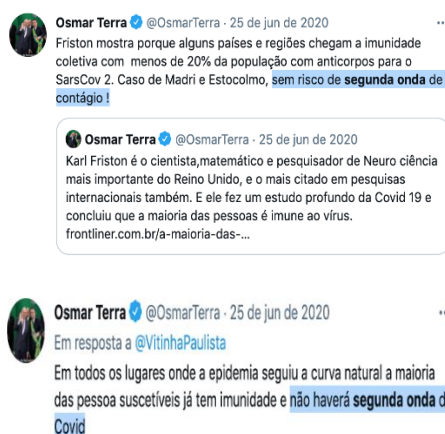 Osmar Terra @OsmarTerra · 25 de jun de 2020
Friston mostra porque alguns países e regiões chegam a imunidade
coletiva com menos de 20% da população com anticorpos para o
SarsCov 2. Caso de Madri e Estocolmo, sem risco de segunda onda de
contágio !
Osmar Terra @OsmarTerra · 25 de jun de 2020
Karl Friston é o cientista,matemático e pesquisador de Neuro ciência
mais importante do Reino Unido, e o mais citado em pesquisas
internacionais também. E ele fez um estudo profundo da Covid 19 e
concluiu que a maioria das pessoas é imune ao vírus.
frontliner.com.br/a-maioria-das-...
Osmar Terra @OsmarTerra · 25 de jun de 2020
Em resposta a @VitinhaPaulista
Em todos os lugares onde a epidemia seguiu a curva natural a maioria
das pessoa suscetíveis já tem imunidade e não haverá segunda onda d
Covid